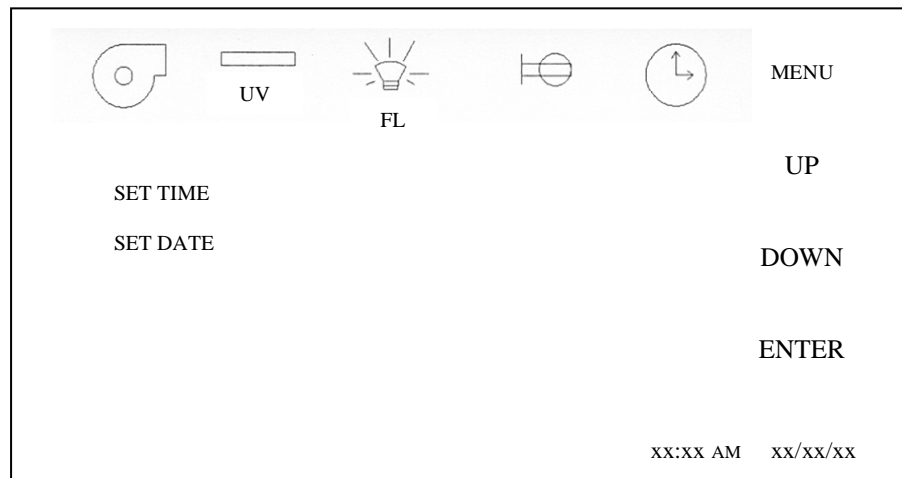 MENU
UV
FL
UP
SET TIME
SET DATE
DOWN
ENTER
xx:xx AM xx/xx/xx